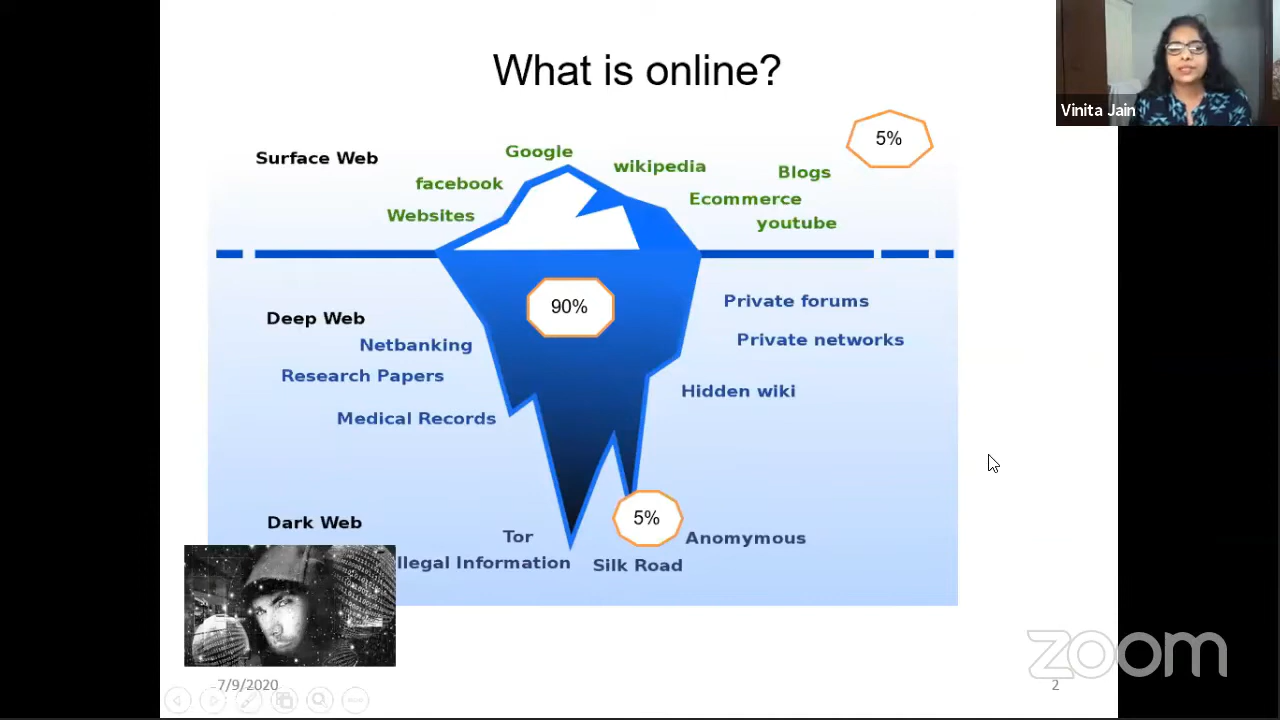 What is online?
Vinita Jain
5%
Surface Web
Google
wikipedia
Blogs
facebook
Ecommerce
Websites
youtube
90%
Private forums
Deep Web
Netbanking
Private networks
Research Papers
Hidden wiki
Medical Records
5%
Dark Web
Tor
Anomymous
llegal Information
Silk Road
zoom
7/9/2020
2